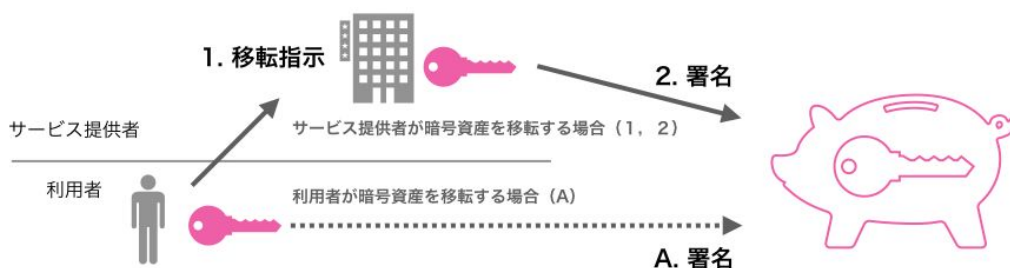 1. 移転指示
2. 署名
サービス提供者
サービス提供者が暗号資産を移転する場合（1，2）
利用者
利用者が暗号資産を移転する場合（A）
A. 署名